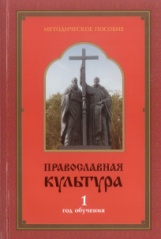 МЕТОДИЧЕСКОЕ ПОСОБИЕ
ПРАВОСЛАВНАЯ
КУЛЬТУРА
1
год обучения